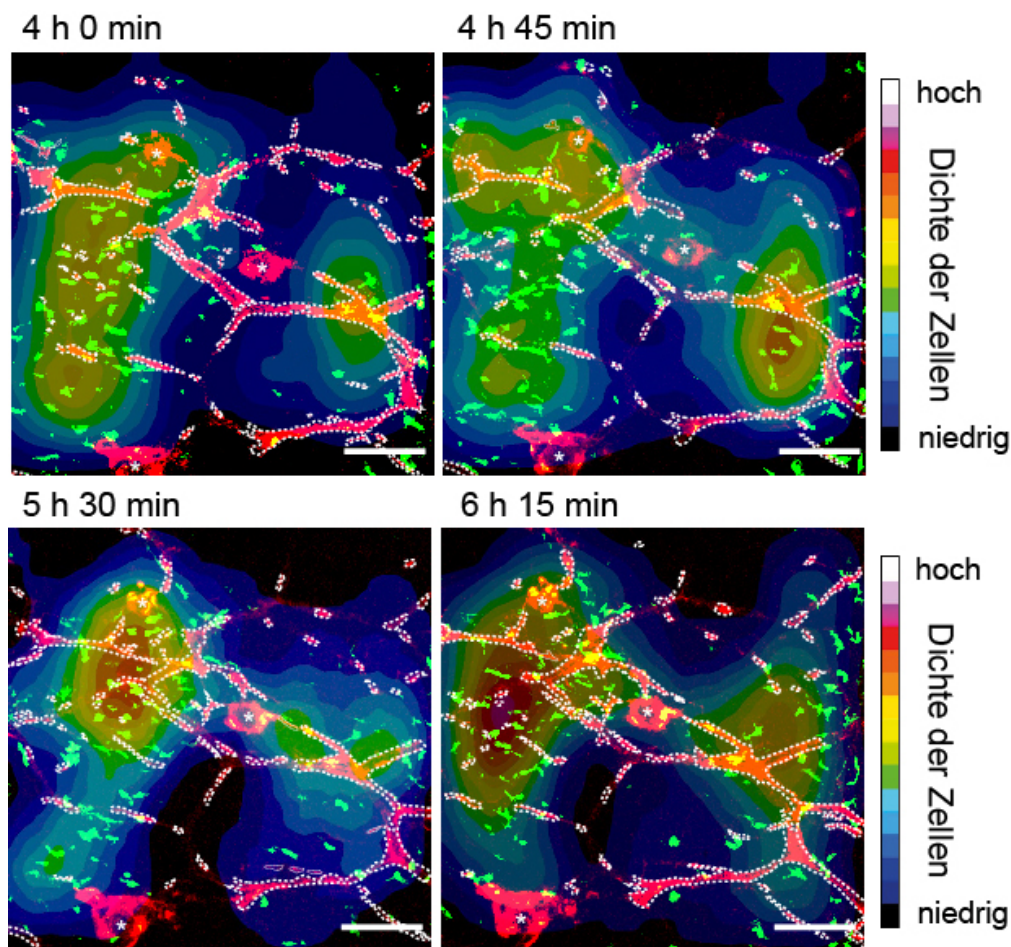 4 h 0 min
4 h 45 min
hoch
Dichte der Zellen
niedrig
5 h 30 min
6 h 15 min
hoch
Dichte der Zellen
niedrig